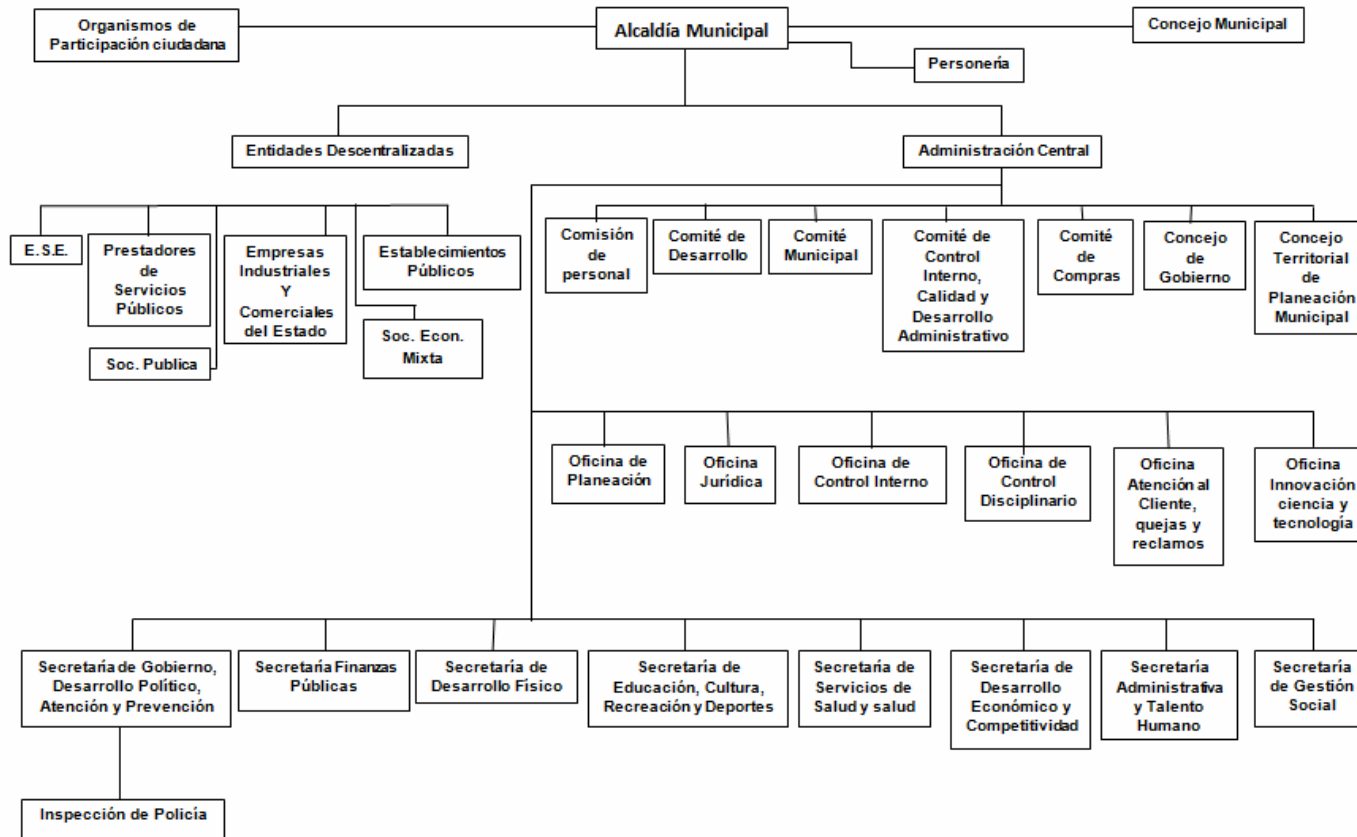 Organismos de
Participación ciudadana
Alcaldía Municipal
Concejo Municipal
Personería
Entidades Descentralizadas
Administración Central
E.S.E.
Prestadores
de
Servicios
Públicos
Empresas
Industriales
Y
Comerciales
del Estado
Establecimientos
Públicos
Soc. Publica
Soc. Econ.
Mixta
Comisión
de
personal
Comité de
Desarrollo
Comité
Municipal
Comité de
Control
Interno,
Calidad y
Desarrollo
Administrativo
Comité
de
Compras
Concejo
de
Gobierno
Concejo
Territorial
de
Planeación
Municipal
Oficina de
Planeación
Oficina
Jurídica
Oficina de
Control Interno
Oficina de
Control
Disciplinario
Oficina
Atención al
Cliente,
quejas y
reclamos
Oficina
Innovación
ciencia y
tecnología
Secretaría de Gobierno,
Desarrollo Político,
Atención y Prevención
Secretaría Finanzas
Públicas
Secretaría de
Desarrollo Físico
Secretaría de
Educación, Cultura,
Recreación y Deportes
Secretaría de
Servicios de
Salud y salud
Secretaría de
Desarrollo
Económico y
Competitividad
Secretaría
Administrativa
y Talento
Humano
Secretaría
de Gestión
Social
Inspección de Policía